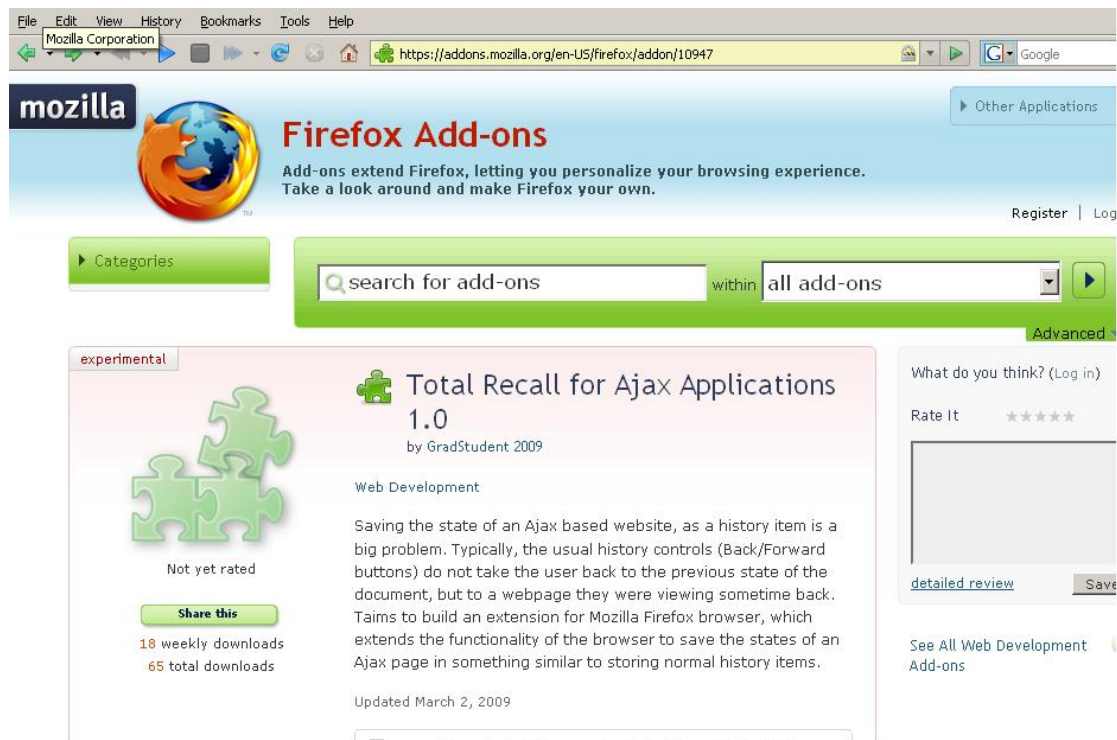 File Edit View History Bookmarks Tools Help
Mozilla Corporation
https://addons.mozilla.org/en-US/firefox/addon/10947
G Google
mozilla
Other Applications
Firefox Add-ons
Add-ons extend Firefox, letting you personalize your browsing experience.
Take a look around and make Firefox your own.
TM
Register | Log
Categories
search for add-ons within all add-ons
Advanced
experimental
Total Recall for Ajax Applications
1.0
by GradStudent 2009
Web Development
Saving the state of an Ajax based website, as a history item is a
big problem. Typically, the usual history controls (Back/Forward
buttons) do not take the user back to the previous state of the
document, but to a webpage they were viewing sometime back.
Taims to build an extension for Mozilla Firefox browser, which
extends the functionality of the browser to save the states of an
Ajax page in something similar to storing normal history items.
Updated March 2, 2009
Not yet rated
Share this
18 weekly downloads
65 total downloads
What do you think? (Log in)
Rate It
detailed review Save
See All Web Development
Add-ons